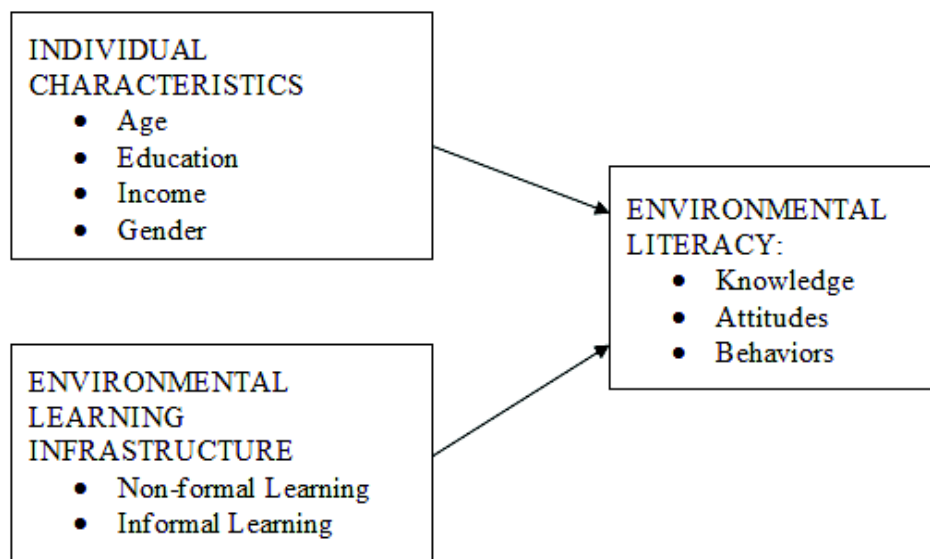 INDIVIDUAL
CHARACTERISTICS
• Age
• Education
• Income
• Gender
ENVIRONMENTAL
LEARNING
INFRASTRUCTURE
• Non-formal Learning
• Informal Learning
ENVIRONMENTAL
LITERACY:
• Knowledge
• Attitudes
• Behaviors